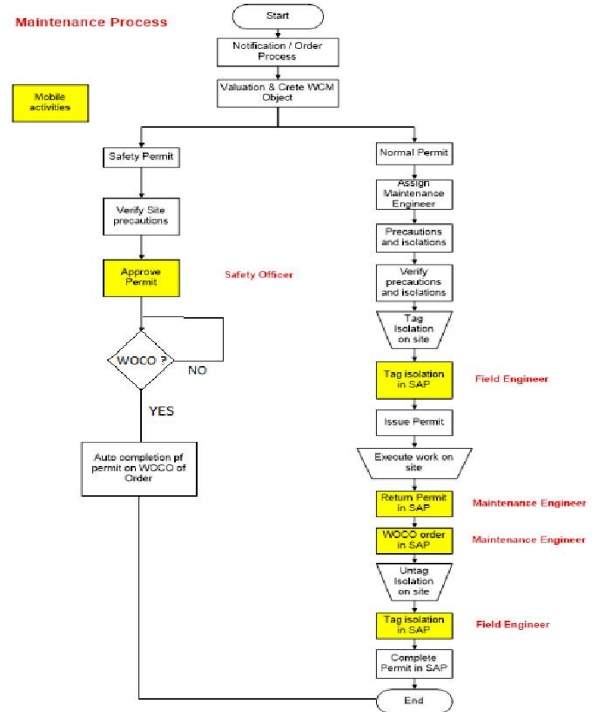 Maintenance Process
Start
Notification / Order
Process
Valuation & Crete WCM
Object
Mobile
activities
Safety Permit
Verify Site
precautions
Approve
Permit
Safety Officer
WOCO ?
NO
YES
Auto completion pf
permit on WOCO of
Order
Normal Permit
Assign
Maintenance
Engineer
Precautions
and isolations
Verify
precautions
and isolations
Tag
Isolation
on site
Tag isolation
in SAP
Field Engineer
Issue Permit
Execute work on
site
Return Permit
in SAP
Maintenance Engineer
WOCO order
in SAP
Maintenance Engineer
Untag
Isolation
on site
Tag isolation
in SAP
Field Engineer
Complete
Permit in SAP
End